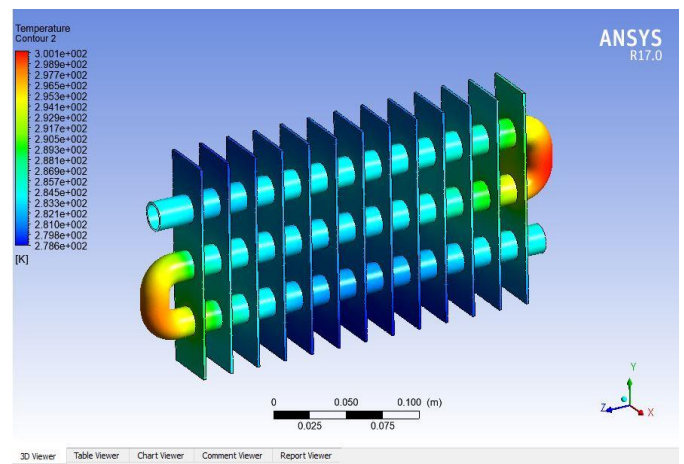 Temperature
Contour 2
3.001e+002
2.989e+002
2.977e+002
2.965e+002
2.953e+002
2.941e+002
2.929e+002
2.917e+002
2.905e+002
2.893e+002
2.881e+002
2.869e+002
2.857e+002
2.845e+002
2.833e+002
2.821e+002
2.810e+002
2.798e+002
2.786e+002
[K]
ANSYS
R17.0
0 0.050 0.100 (m)
0.025 0.075
Y
Z X
3D Viewer Table Viewer Chart Viewer Comment Viewer Report Viewer